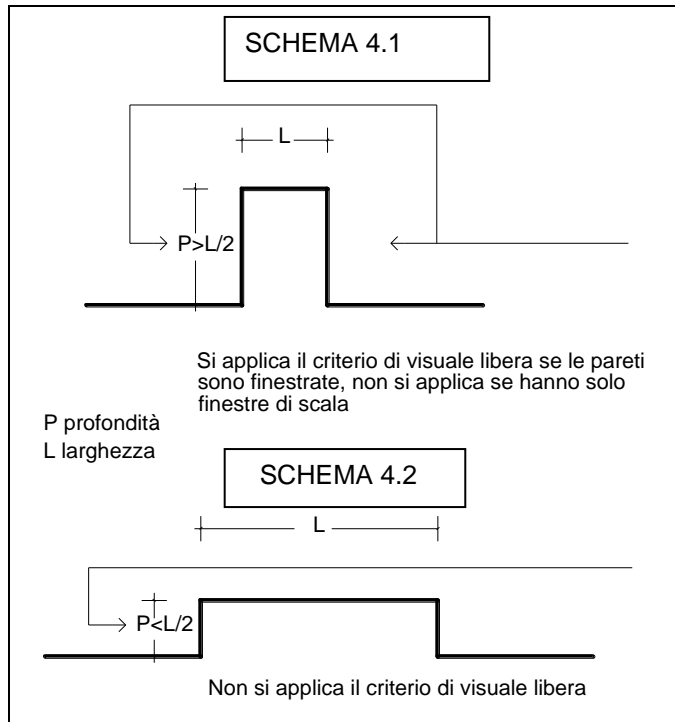 SCHEMA 4.1
L
P>L/2
Si applica il criterio di visuale libera se le pareti
sono finestrate, non si applica se hanno solo
finestre di scala
P profondità
L larghezza
SCHEMA 4.2
L
P<L/2
Non si applica il criterio di visuale libera